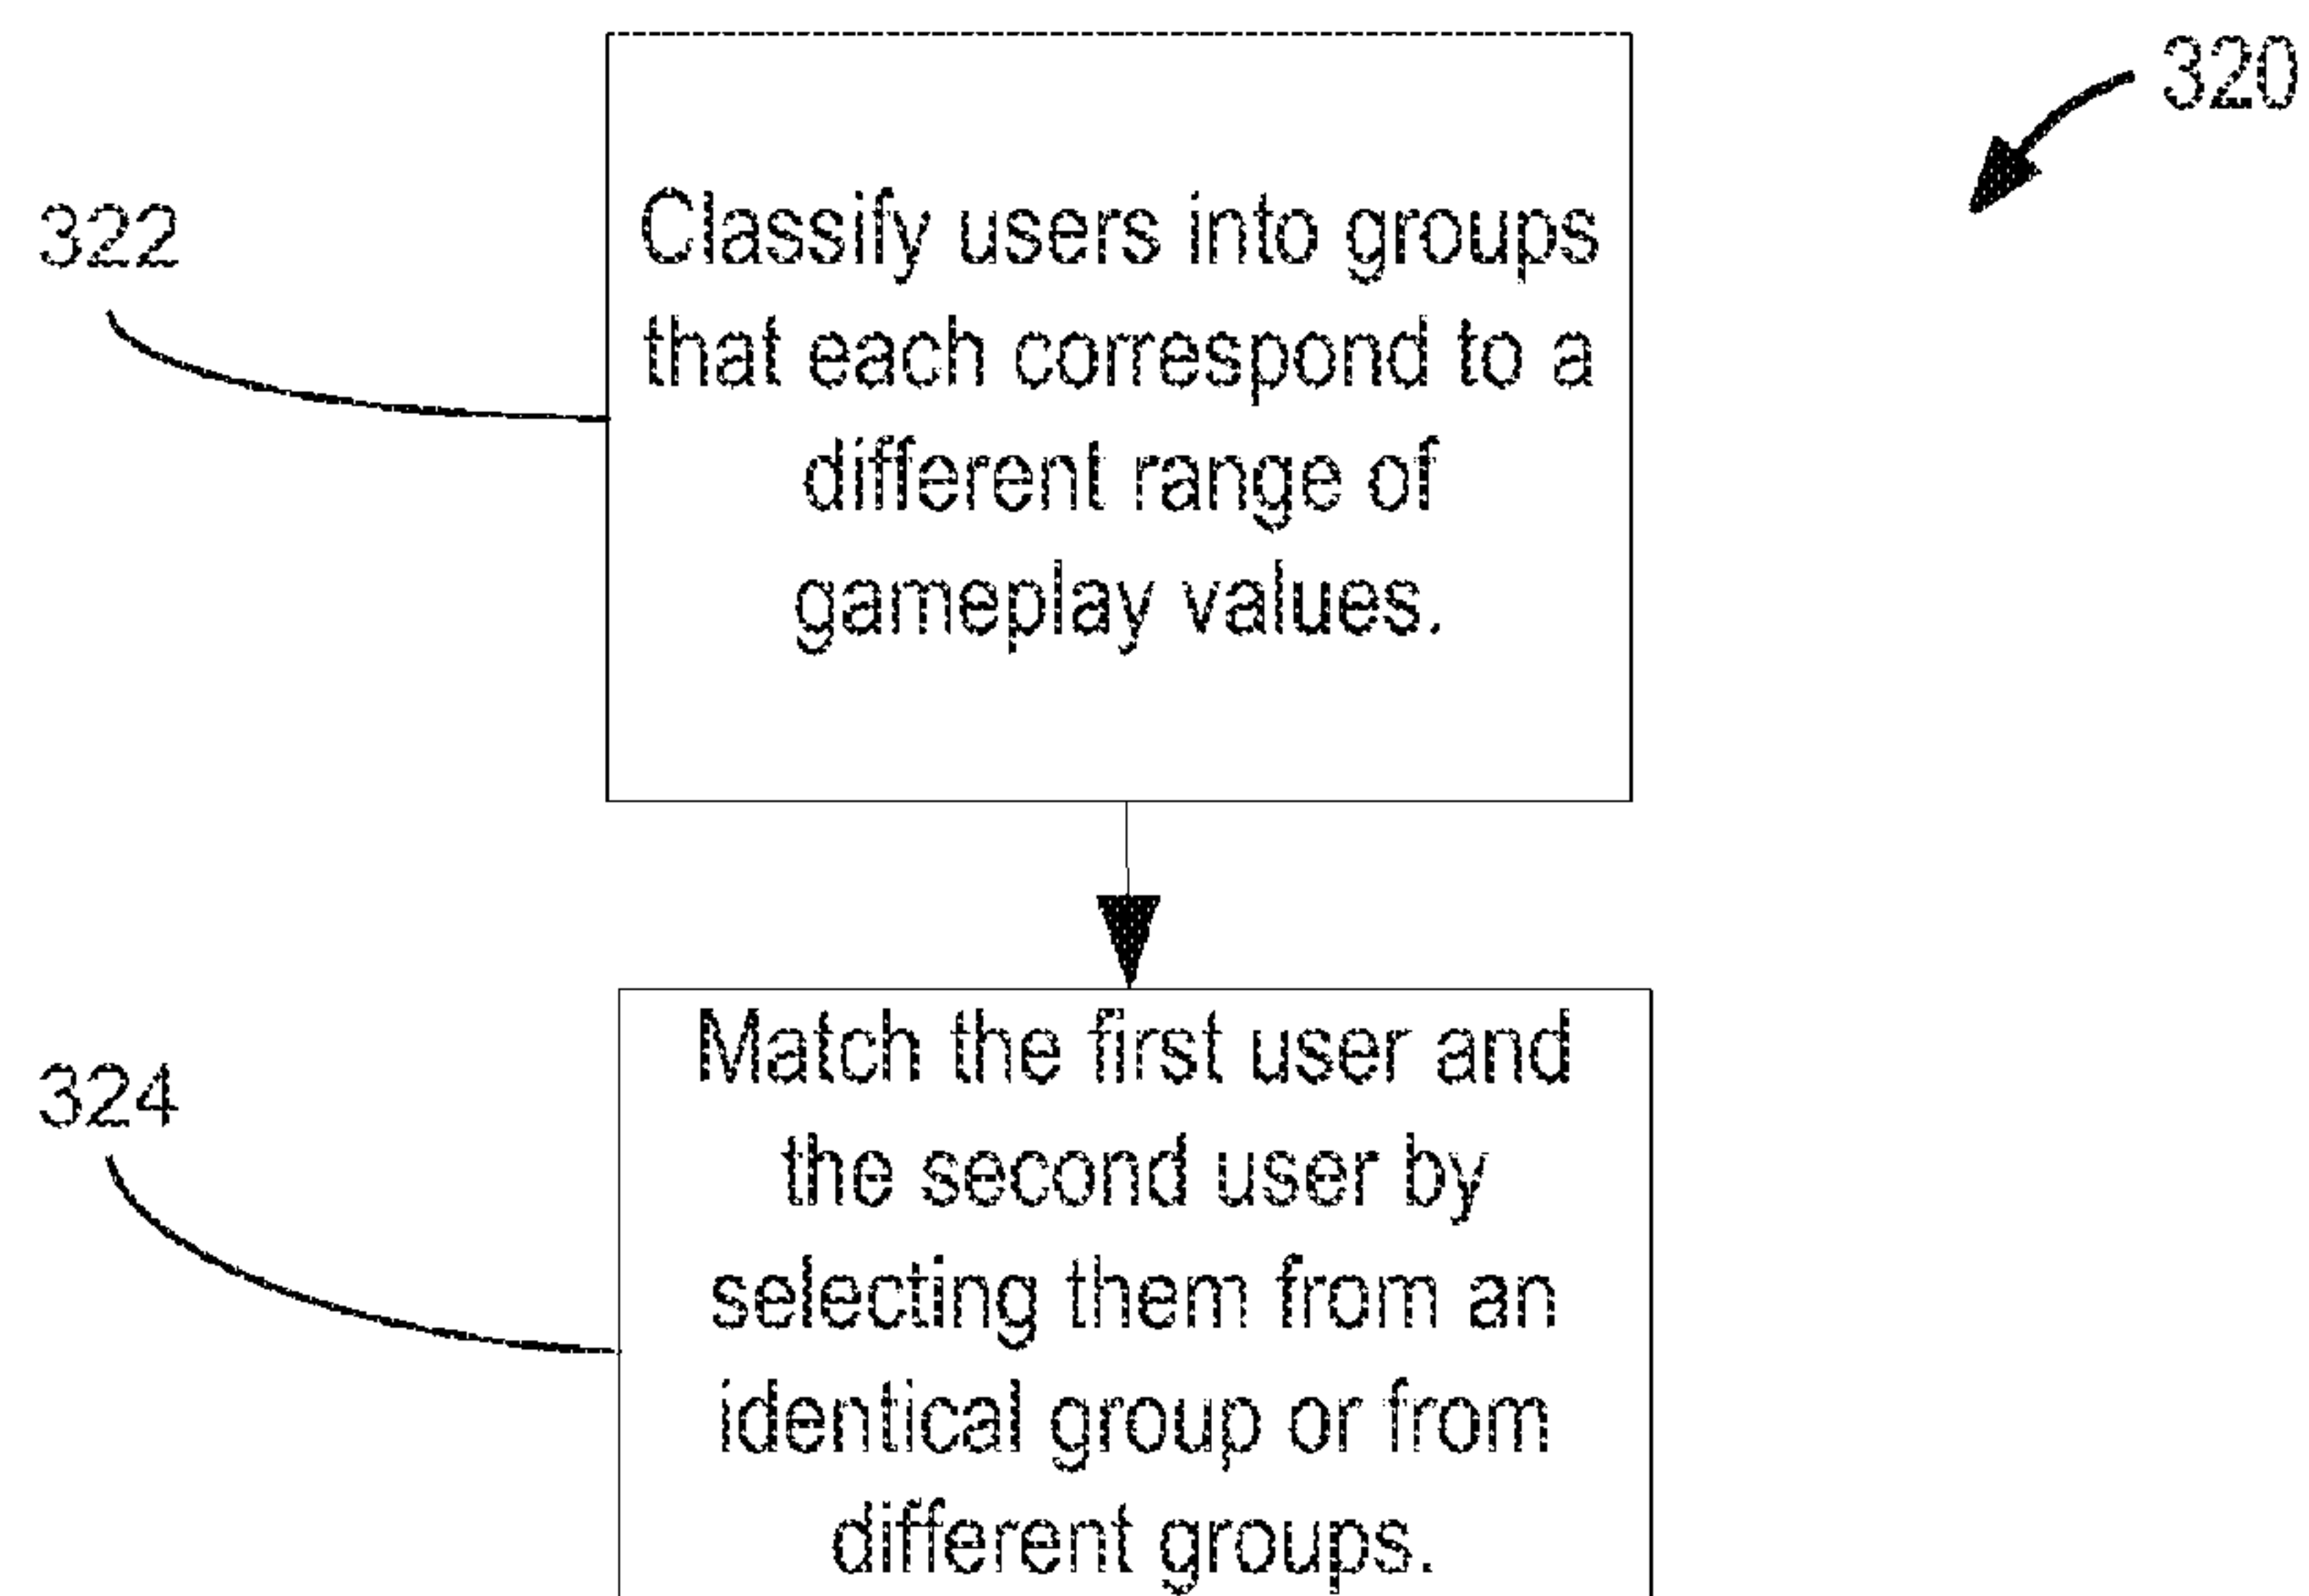 320
322
Classify users into groups
that each correspond to a
different range of
gameplay values.
324
Match the first user and
the second user by
selecting them from an
identical group or from
different groups.